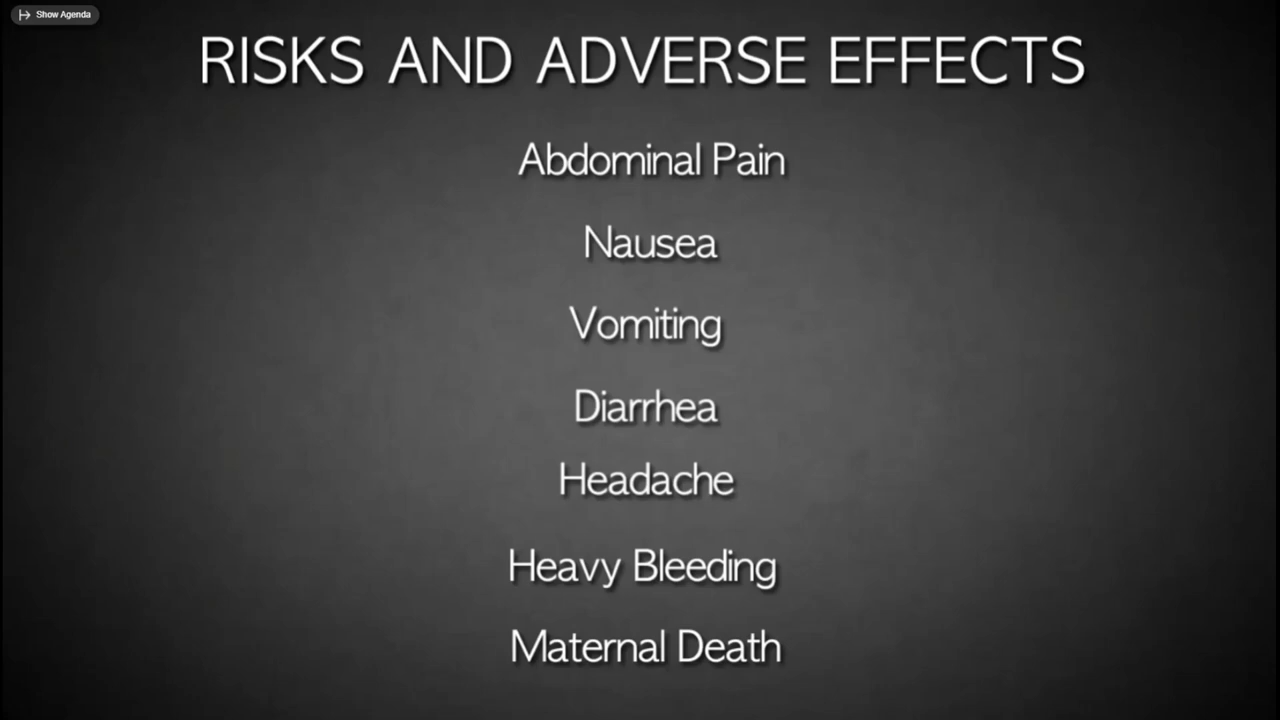 Show Agenda
RISKS AND ADVERSE EFFECTS
Abdominal Pain
Nausea
Vomiting
Diarrhea
Headache
Heavy Bleeding
Maternal Death